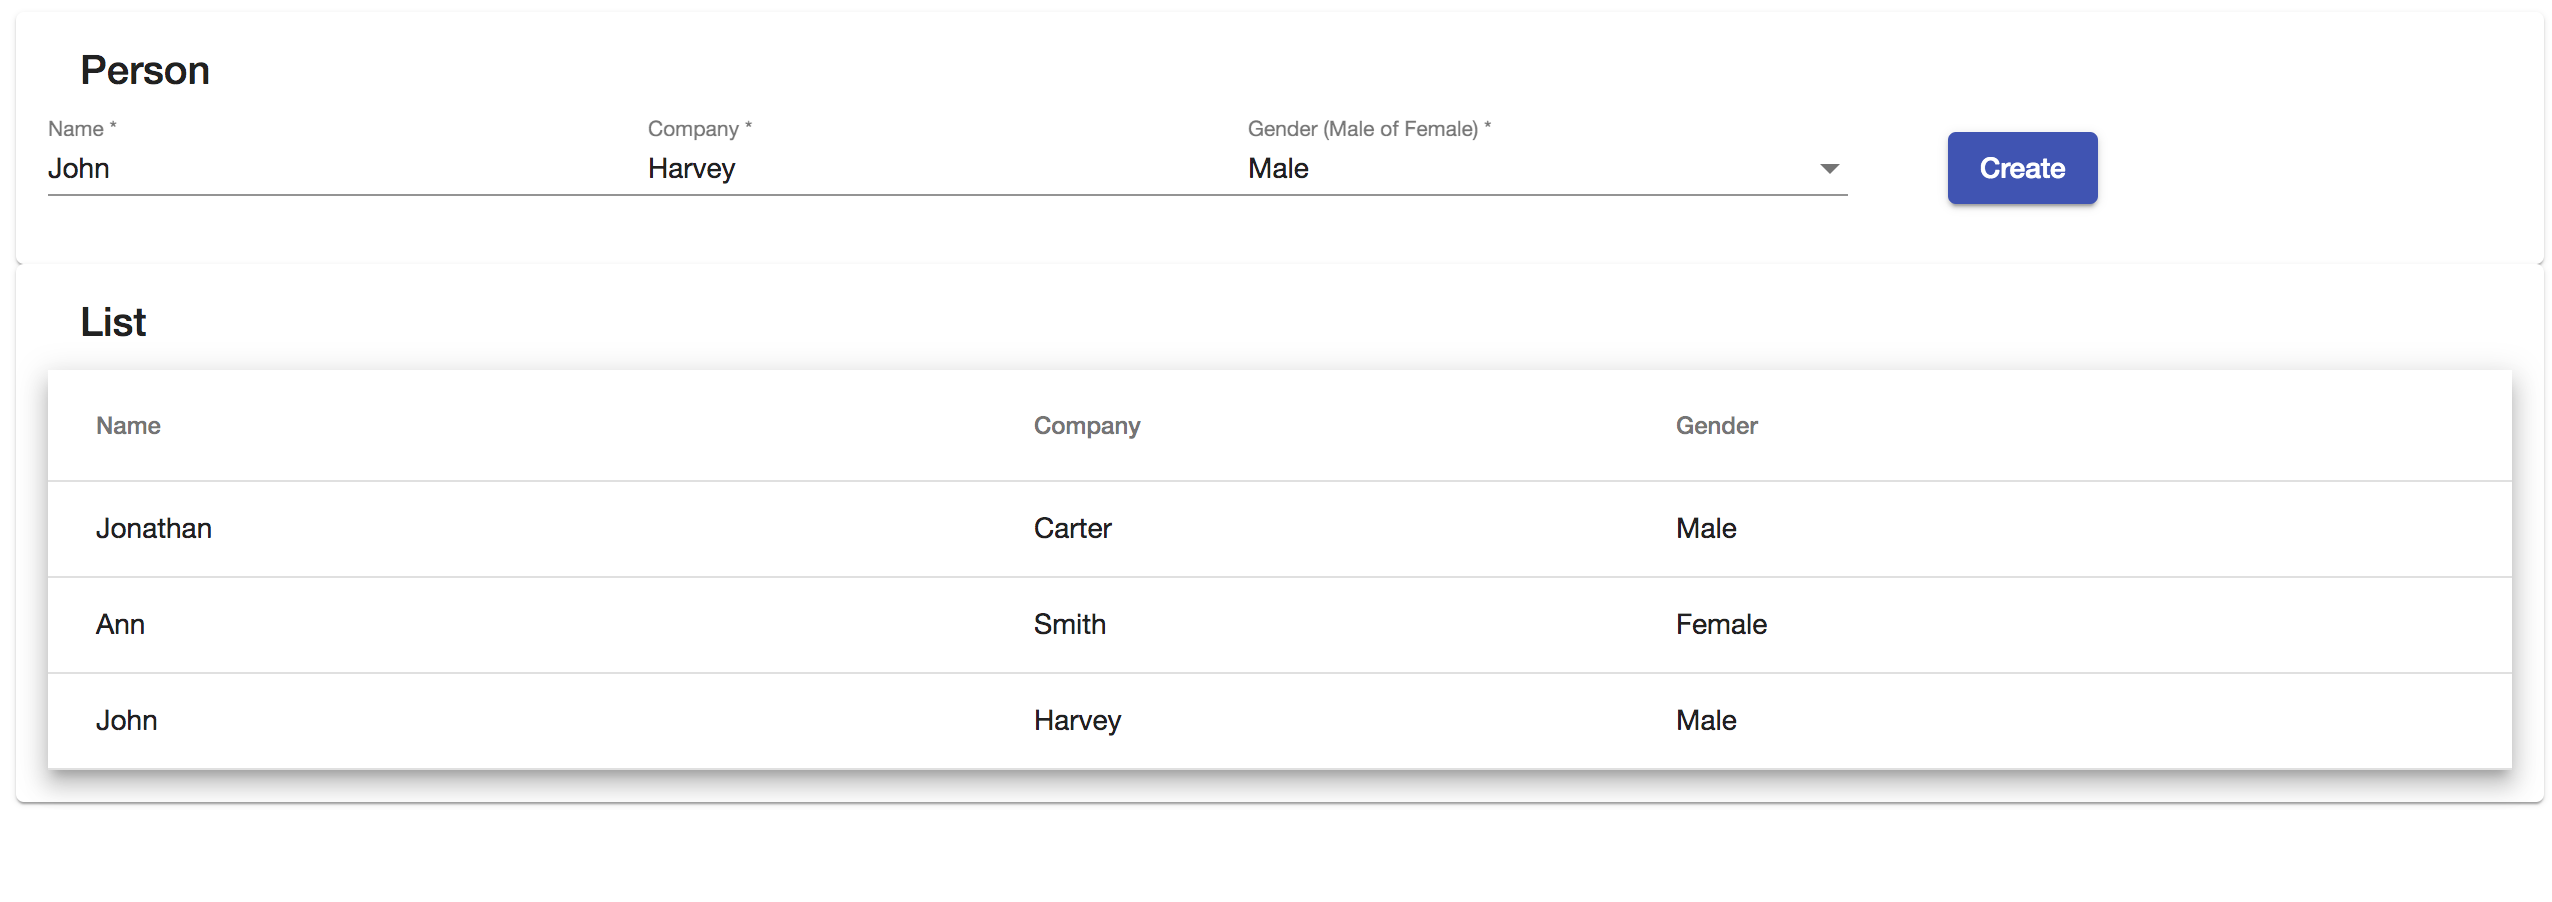 Person
Name * Company * Gender (Male of Female) *
John Harvey Male Create
List
Name Company Gender
Jonathan Carter Male
Ann Smith Female
John Harvey Male